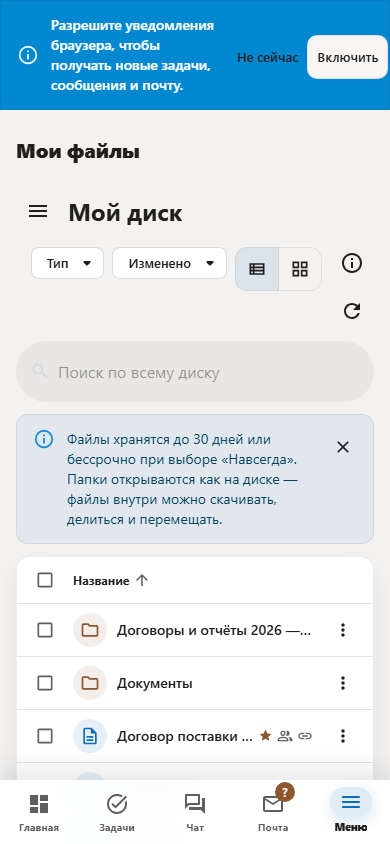 Разрешите уведомления
браузера, чтобы
получать новые задачи,
сообщения и почту.
Не сейчас
Включить
Мои файлы
Мой диск
Тип
Изменено
Поиск по всему диску
Файлы хранятся до 30 дней или
бессрочно при выборе «Навсегда».
Папки открываются как на диске —
файлы внутри можно скачивать,
делиться и перемещать.
Название
Договоры и отчёты 2026 —...
Документы
Договор поставки ...
?
Главная
Задачи
Чат
Почта
Меню